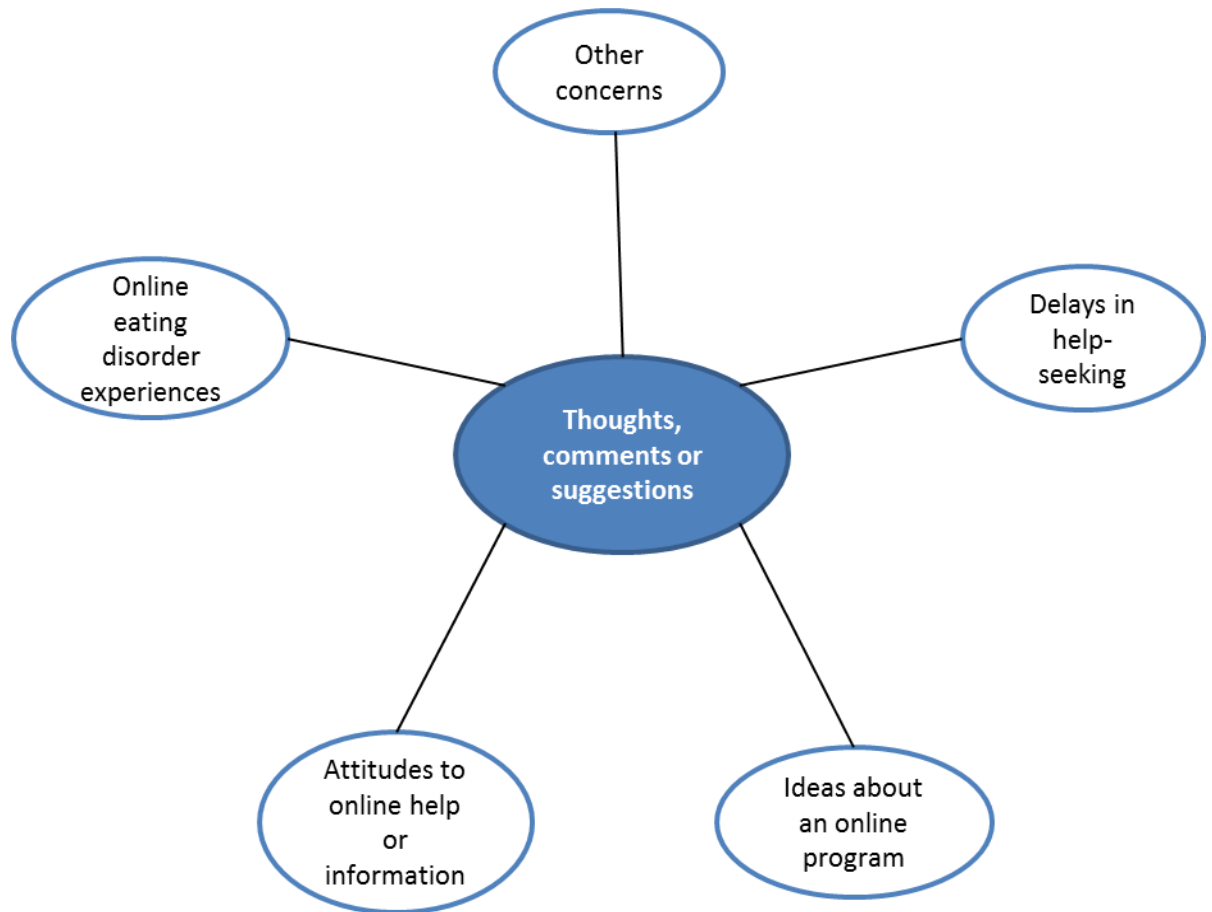 Other
concerns
Online
eating
disorder
experiences
Delays in
help-
seeking
Thoughts,
comments or
suggestions
Attitudes to
online help
or
information
Ideas about
an online
program